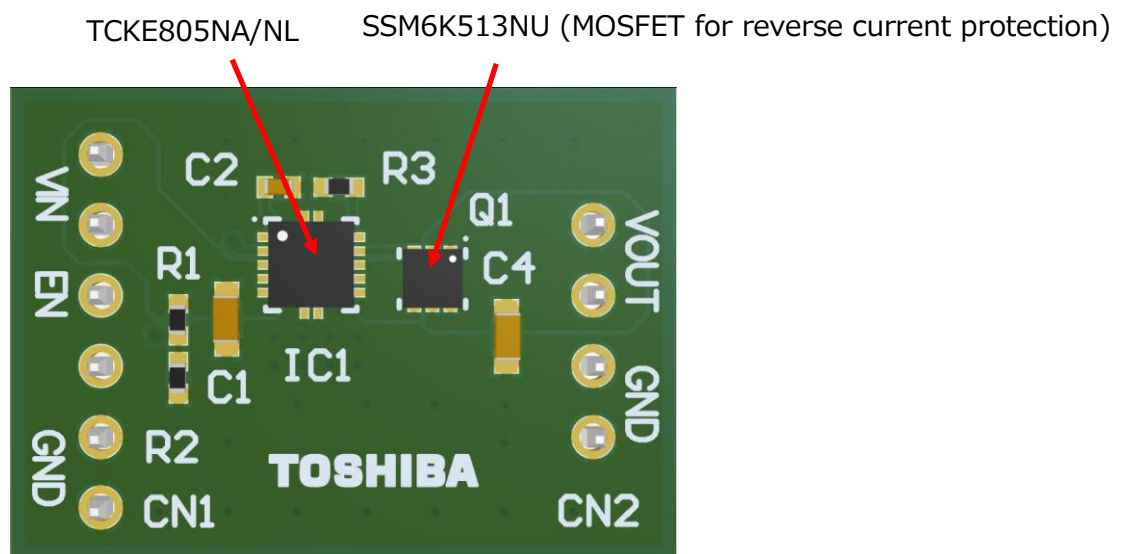 TCKE805NA/NL
SSM6K513NU (MOSFET for reverse current protection)
C2
R3
VIN
Q1
VOUT
R1
C4
EN
IC1
C1
GND
R2
GND
TOSHIBA
CN1
CN2